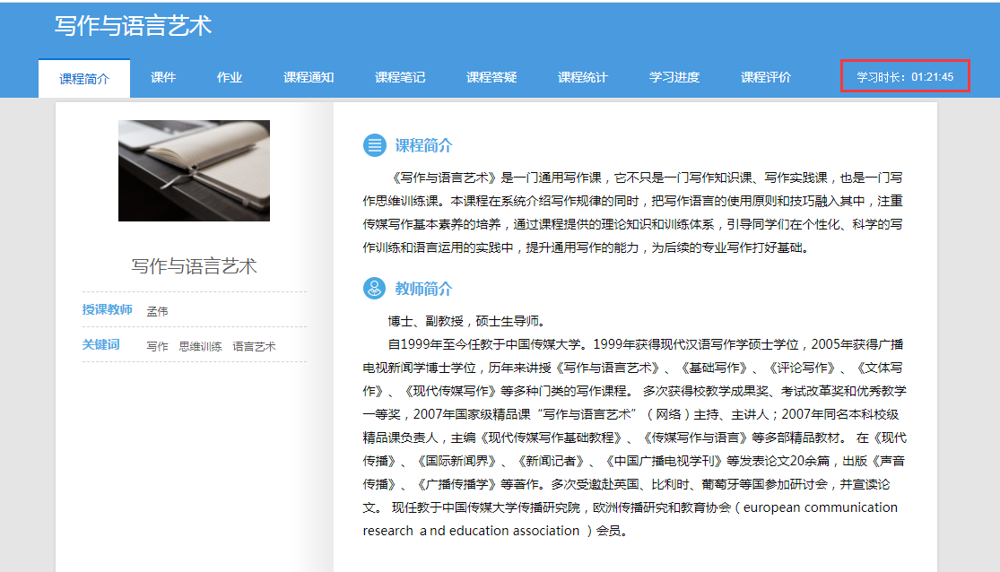 写作与语言艺术
课程简介 课件 作业 课程通知 课程笔记 课程答疑 课程统计 学习进度 课程评价 学习时长：01:21:45
写作与语言艺术
授课教师 孟伟
关键词 写作 思维训练 语言艺术
课程简介
《写作与语言艺术》是一门通用写作课，它不只是一门写作知识课、写作实践课，也是一门写
作思维训练课。本课程在系统介绍写作规律的同时，把写作语言的使用原则和技巧融入其中，注重
传媒写作基本素养的培养，通过课程提供的理论知识和训练体系，引导同学们在个性化、科学的写
作训练和语言运用的实践中，提升通用写作的能力，为后续的专业写作打好基础。
教师简介
博士、副教授，硕士生导师。
自1999年至今任教于中国传媒大学。1999年获得现代汉语写作学硕士学位，2005年获得广播
电视新闻学博士学位，历年来讲授《写作与语言艺术》、《基础写作》、《评论写作》、《文体写
作》、《现代传媒写作》等多种门类的写作课程。 多次获得校教学成果奖、考试改革奖和优秀教学
一等奖，2007年国家级精品课“写作与语言艺术”（网络）主持、主讲人；2007年同名本科校级
精品课负责人，主编《现代传媒写作基础教程》、《传媒写作与语言》等多部精品教材。 在《现代
传播》、《国际新闻界》、《新闻记者》、《中国广播电视学刊》等发表论文20余篇，出版《声音
传播》、《广播传播学》等著作。多次受邀赴英国、比利时、葡萄牙等国参加研讨会，并宣读论
文。 现任教于中国传媒大学传播研究院，欧洲传播研究和教育协会（european communication
research a nd education association ）会员。